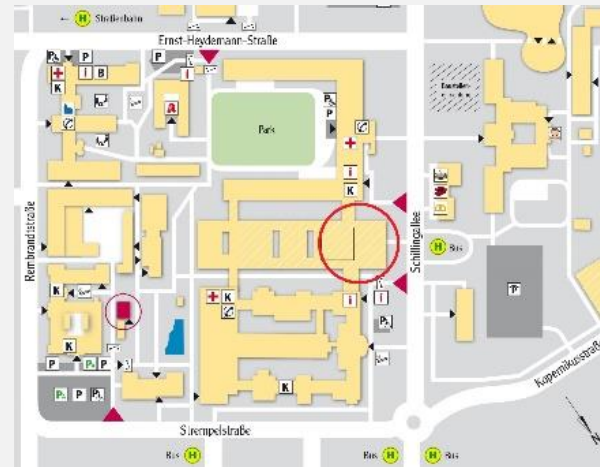 ← H Straßenbahn
Ernst-Heydemann-Straße
P
P
P
i
B
i
K
Park
P
i
K
Rembrandtstraße
Schillingallee
H Bus
K
K
i
i
K
K
P
P
P
P
K
Kopernikusstraße
Strempelstraße
Bus H
Bus H
H Bus
N